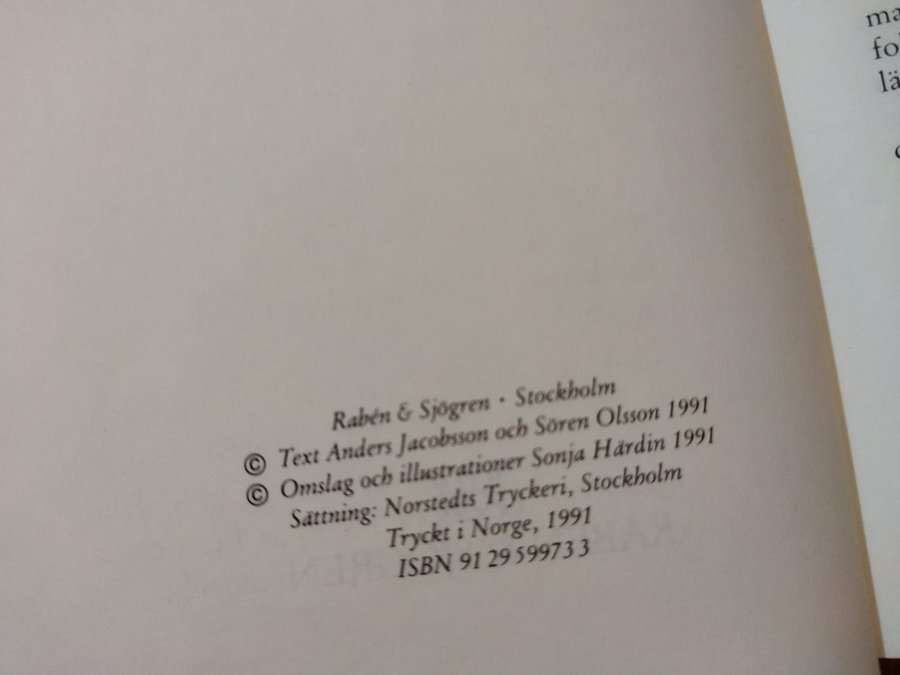 Rabén & Sjögren · Stockholm
© Text Anders Jacobsson och Sören Olsson 1991
© Omslag och illustrationer Sonja Härdin 1991
Sättning: Norstedts Tryckeri, Stockholm
Tryckt i Norge, 1991
ISBN 91 29 59973 3